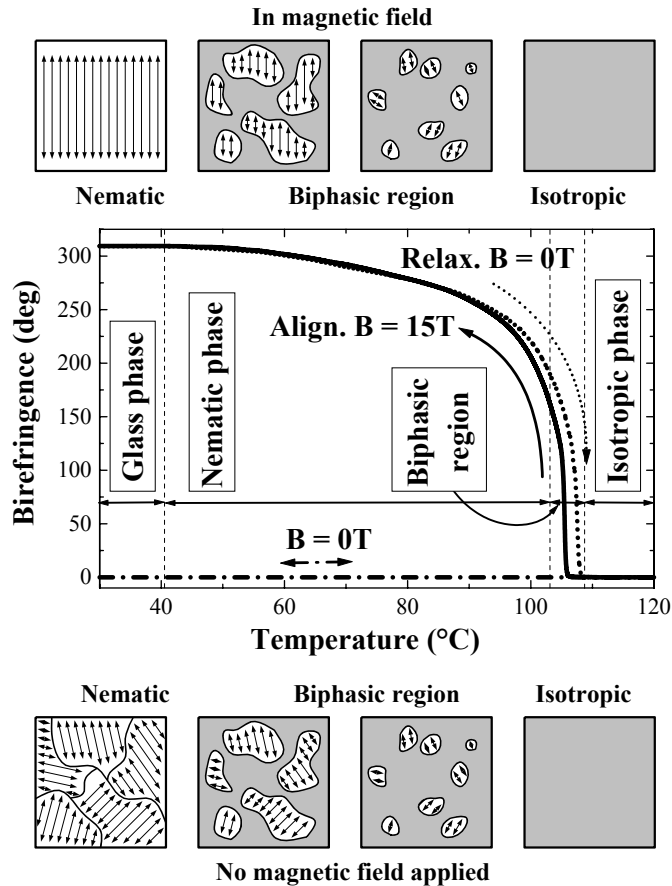 In magnetic field
Nematic
Biphasic region
Isotropic
Birefringence (deg)
300
250
200
150
100
50
0
Glass phase
Nematic phase
Relax. B = 0T
Align. B = 15T
Biphasic
region
Isotropic phase
B = 0T
40
60
80
100
120
Temperature (°C)
Nematic
Biphasic region
Isotropic
No magnetic field applied